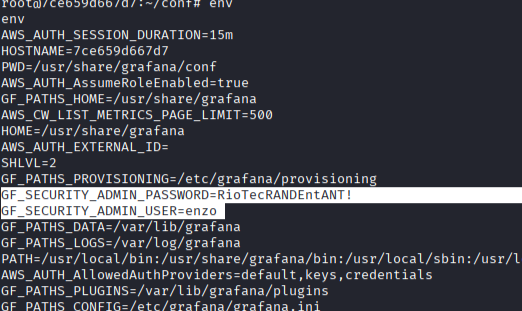 root@7ce659d667d7:~/conf# env
env
AWS_AUTH_SESSION_DURATION=15m
HOSTNAME=7ce659d667d7
PWD=/usr/share/grafana/conf
AWS_AUTH_AssumeRoleEnabled=true
GF_PATHS_HOME=/usr/share/grafana
AWS_CW_LIST_METRICS_PAGE_LIMIT=500
HOME=/usr/share/grafana
AWS_AUTH_EXTERNAL_ID=
SHLVL=2
GF_PATHS_PROVISIONING=/etc/grafana/provisioning
GF_SECURITY_ADMIN_PASSWORD=RioTecRANDEntANT!
GF_SECURITY_ADMIN_USER=enzo
GF_PATHS_DATA=/var/lib/grafana
GF_PATHS_LOGS=/var/log/grafana
PATH=/usr/local/bin:/usr/share/grafana/bin:/usr/local/sbin:/usr/l
AWS_AUTH_AllowedAuthProviders=default,keys,credentials
GF_PATHS_PLUGINS=/var/lib/grafana/plugins
GF_PATHS_CONFIG=/etc/grafana/grafana.ini